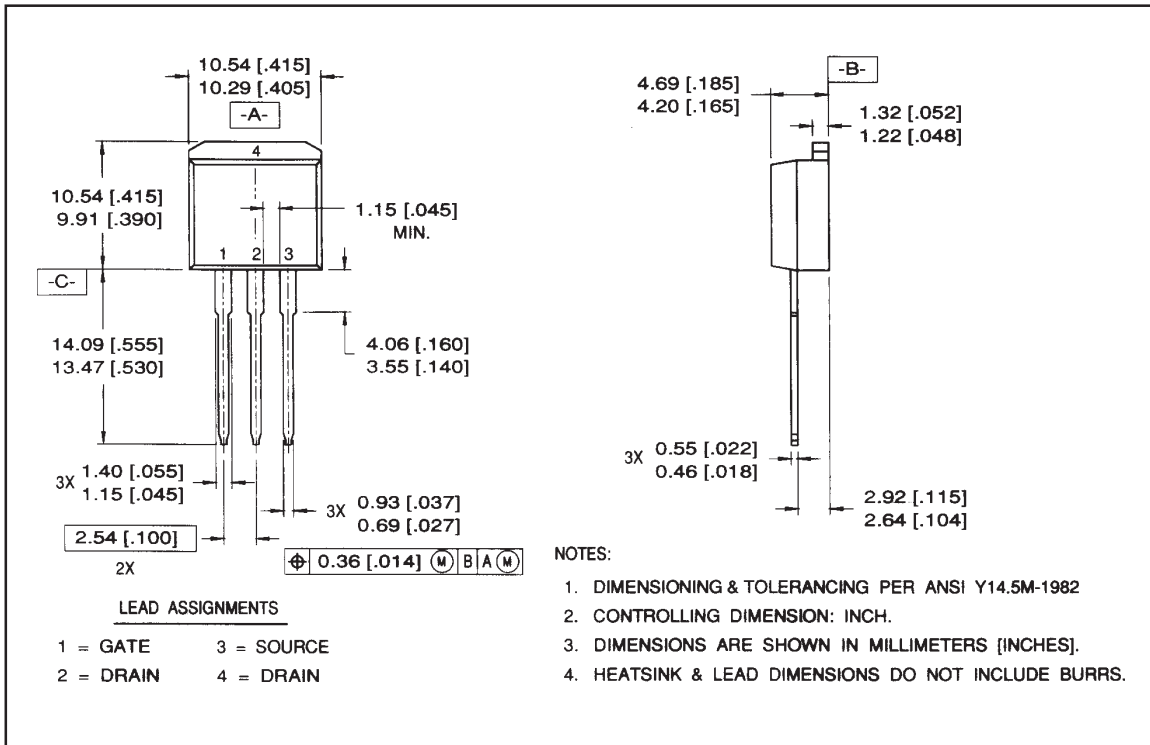 10.54 [.415]
10.29 [.405]
-A-
4
10.54 [.415]
9.91 [.390]
1.15 [.045]
MIN.
1 2 3
-C-
14.09 [.555]
13.47 [.530]
4.06 [.160]
3.55 [.140]
3X 1.40 [.055]
1.15 [.045]
3X 0.93 [.037]
0.69 [.027]
2.54 [.100]
2X
⌖ 0.36 [.014] Ⓜ B A Ⓜ
LEAD ASSIGNMENTS
1 = GATE 3 = SOURCE
2 = DRAIN 4 = DRAIN
-B-
4.69 [.185]
4.20 [.165]
1.32 [.052]
1.22 [.048]
3X 0.55 [.022]
0.46 [.018]
2.92 [.115]
2.64 [.104]
NOTES:
1. DIMENSIONING & TOLERANCING PER ANSI Y14.5M-1982
2. CONTROLLING DIMENSION: INCH.
3. DIMENSIONS ARE SHOWN IN MILLIMETERS [INCHES].
4. HEATSINK & LEAD DIMENSIONS DO NOT INCLUDE BURRS.